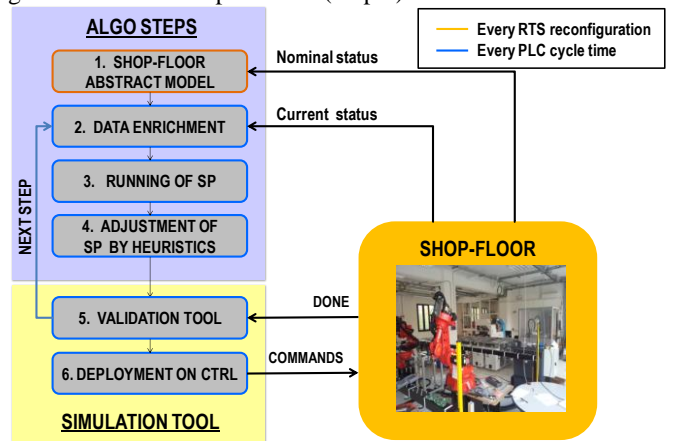 ALGO STEPS
1. SHOP-FLOOR
ABSTRACT MODEL
2. DATA ENRICHMENT
3. RUNNING OF SP
4. ADJUSTMENT OF
SP BY HEURISTICS
NEXT STEP
5. VALIDATION TOOL
6. DEPLOYMENT ON CTRL
SIMULATION TOOL
Every RTS reconfiguration
Every PLC cycle time
Nominal status
Current status
SHOP-FLOOR
DONE
COMMANDS